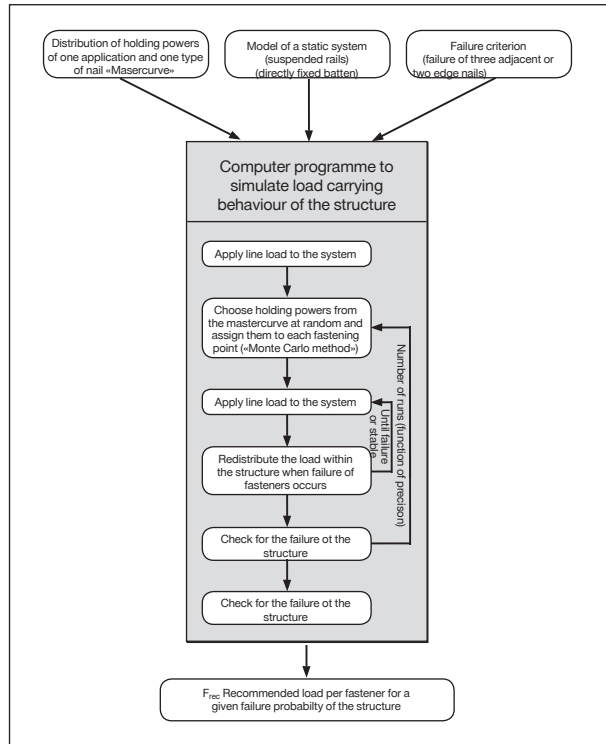 Distribution of holding powers
of one application and one type
of nail «Masercurve»
Model of a static system
(suspended rails)
(directly fixed batten)
Failure criterion
(failure of three adjacent or
two edge nails)
Computer programme to
simulate load carrying
behaviour of the structure
Apply line load to the system
Choose holding powers from
the mastercurve at random and
assign them to each fastening
point («Monte Carlo method»)
Apply line load to the system
Until failure
or stable
Number of runs (function of precison)
Redistribute the load within
the structure when failure of
fasteners occurs
Check for the failure ot the
structure
Check for the failure ot the
structure
Frec Recommended load per fastener for a
given failure probabilty of the structure